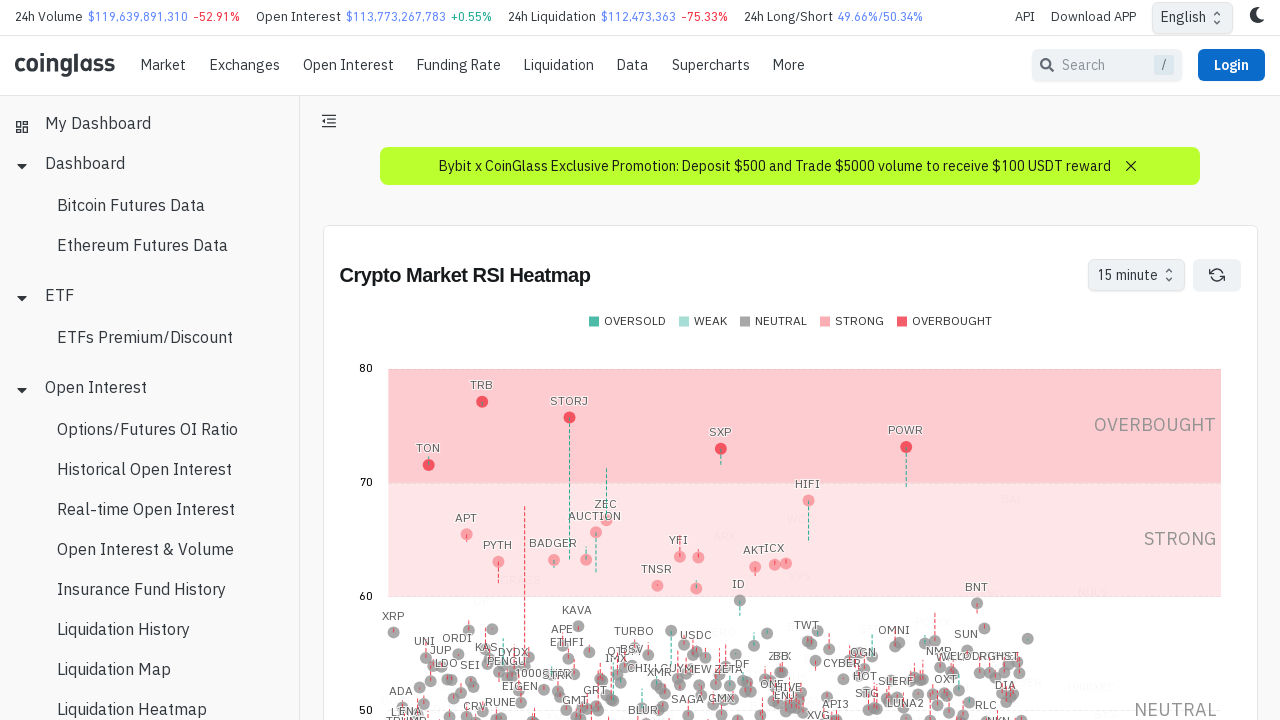 24h Volume $119,639,891,310 -52.91% Open Interest $113,773,267,783 +0.55% 24h Liquidation $112,473,363 -75.33% 24h Long/Short 49.66%/50.34% API Download APP English
coinglass Market Exchanges Open Interest Funding Rate Liquidation Data Supercharts More Search / Login
My Dashboard
Dashboard
Bitcoin Futures Data
Ethereum Futures Data
ETF
ETFs Premium/Discount
Open Interest
Options/Futures OI Ratio
Historical Open Interest
Real-time Open Interest
Open Interest & Volume
Insurance Fund History
Liquidation History
Liquidation Map
Liquidation Heatmap
Bybit x CoinGlass Exclusive Promotion: Deposit $500 and Trade $5000 volume to receive $100 USDT reward
Crypto Market RSI Heatmap 15 minute
OVERSOLD WEAK NEUTRAL STRONG OVERBOUGHT
80
TRB
STORJ
OVERBOUGHT
SXP POWR
TON
70
HIFI
ZEC
APT AUCTION
STRONG
PYTH BADGER YFI
AKT ICX
TNSR
ID BNT
60
XRP KAVA
APE TURBO USDC TWT OMNI SUN
UNI ORDI ETHFI
JUP KAS DYDX BSV OGN NMR
LDO SEI PENGU IMX DF CYBER
STRK XMR MEW ZETA HOT OXT
ADA EIGEN GRT ONE SLERF DIA
RUNE GMT SAGA GMX STG LUNA2 RLC
BLUR API3
50 NEUTRAL
XVG